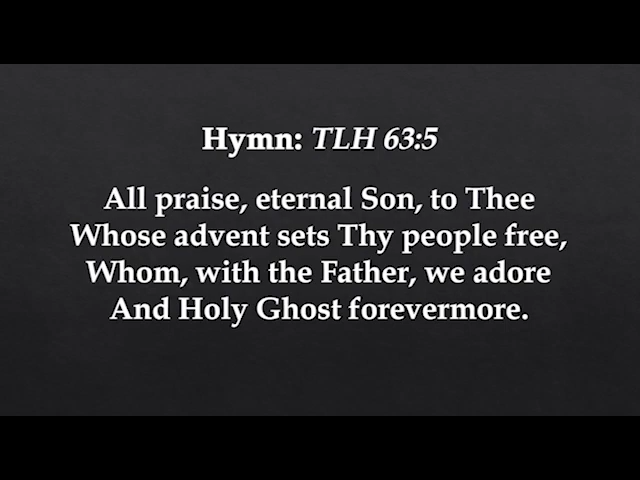 Hymn: TLH 63:5
All praise, eternal Son, to Thee
Whose advent sets Thy people free,
Whom, with the Father, we adore
And Holy Ghost forevermore.